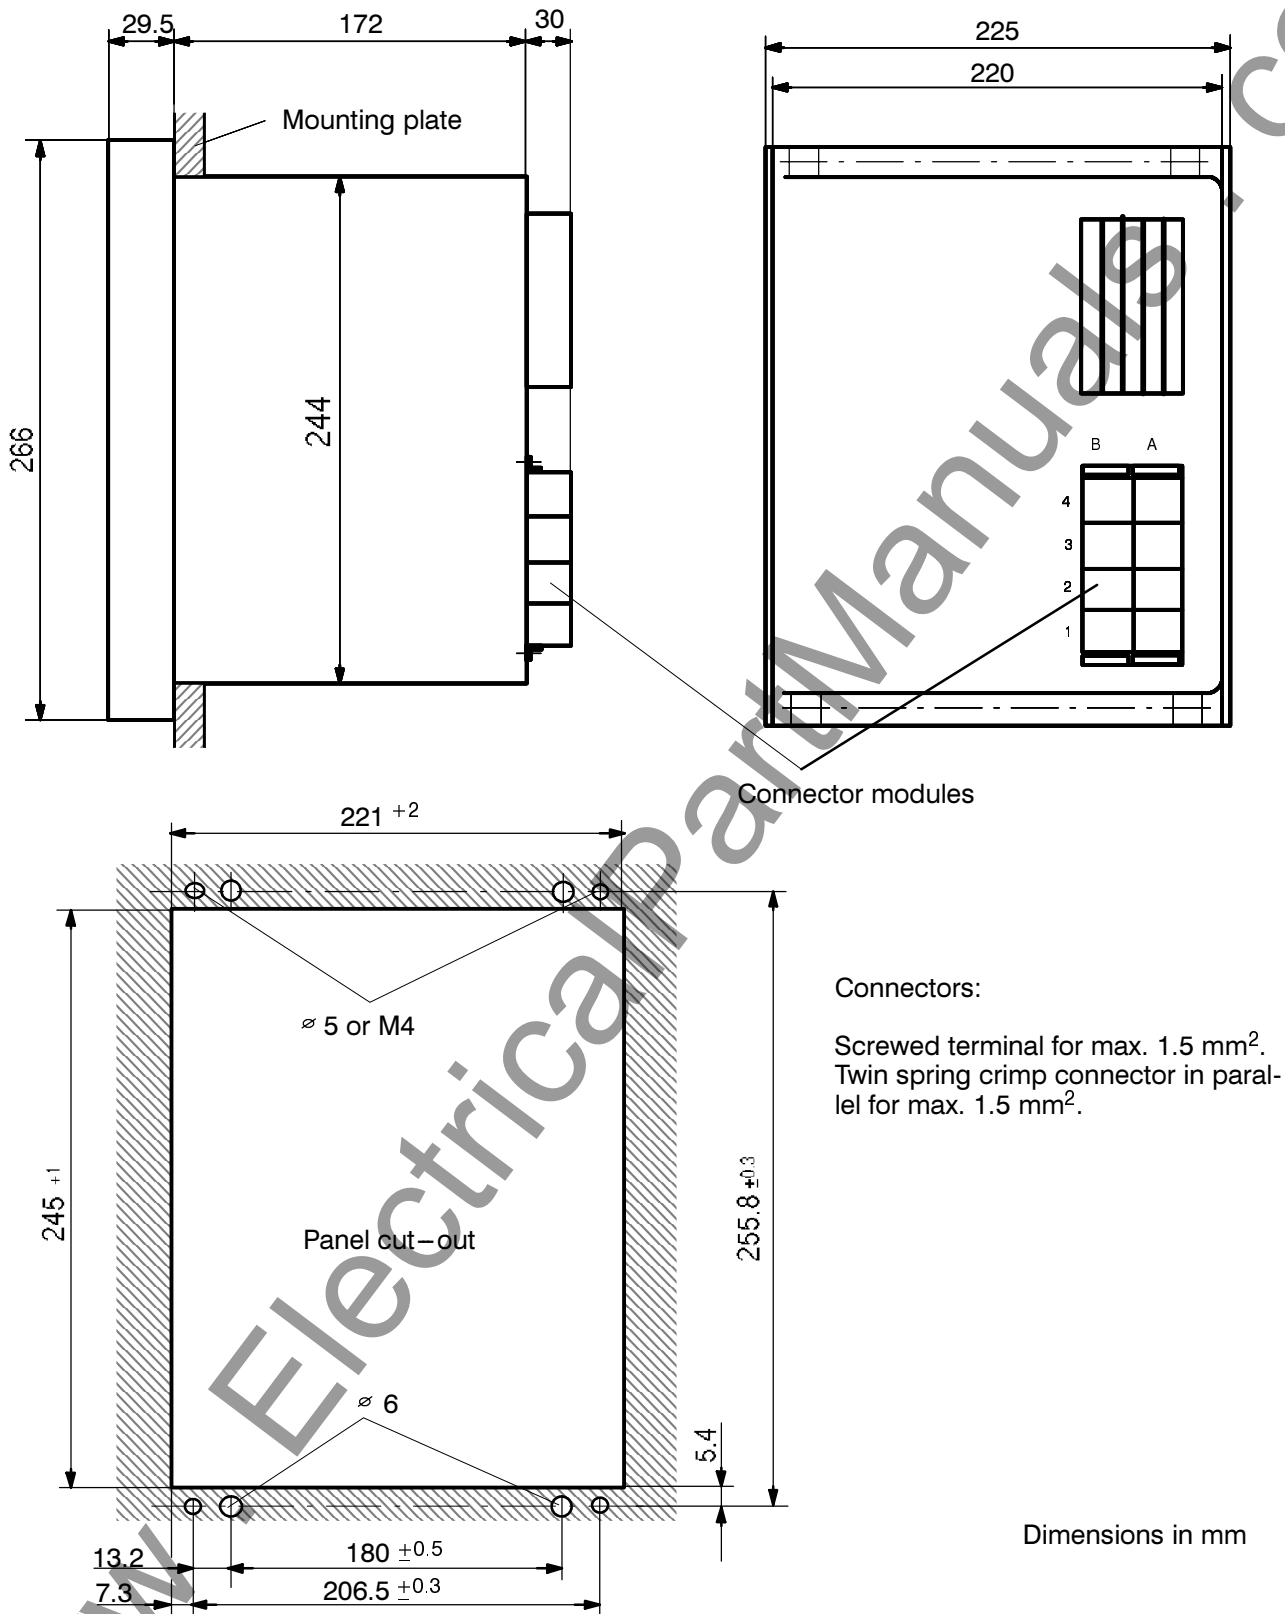 29.5
172
30
225
220
Mounting plate
266
244
B A
4
3
2
1
Connector modules
221 +2
⌀ 5 or M4
Connectors:
Screwed terminal for max. 1.5 mm².
Twin spring crimp connector in paral-
lel for max. 1.5 mm².
245 +1
255.8 ±0.3
Panel cut–out
⌀ 6
5.4
Dimensions in mm
13.2
180 ±0.5
7.3
206.5 ±0.3
www.ElectricalPartManuals.co